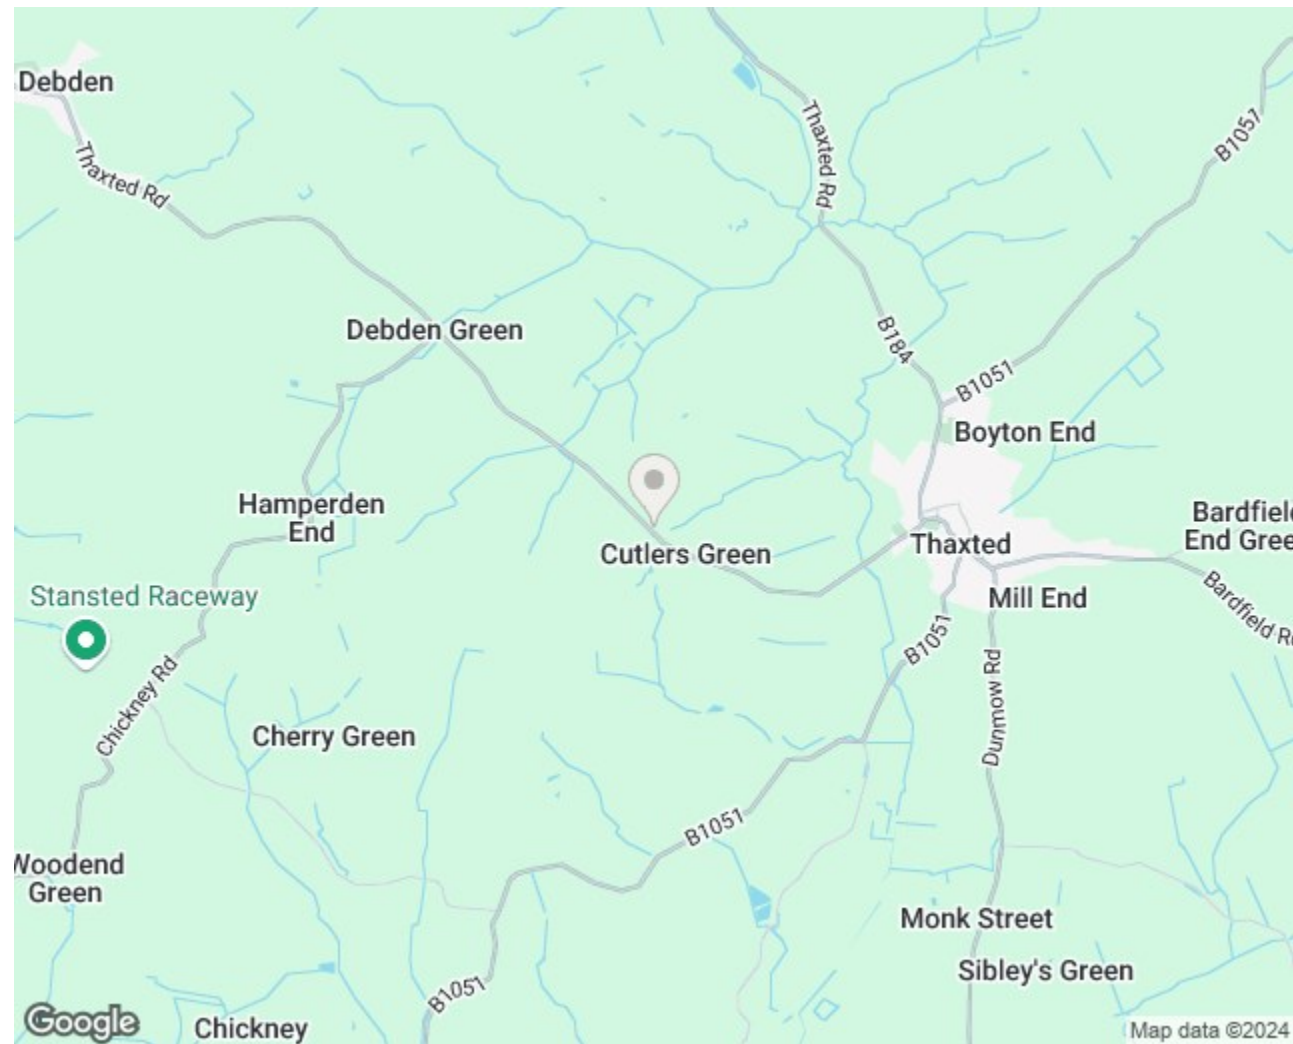 Debden
Thaxted Rd
Thaxted Rd
B1057
Debden Green
B184
B1051
Boyton End
Hamperden
End
Bardfield
End Gree
Cutlers Green
Thaxted
Stansted Raceway
Mill End
Bardfield R
B1051
Chickney Rd
Dunmow Rd
Cherry Green
B1051
Woodend
Green
Monk Street
Sibley's Green
B1051
Google
Chickney
Map data ©2024